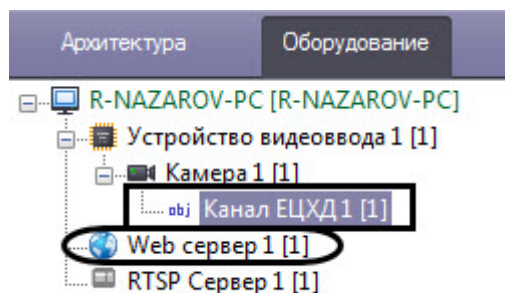 Архитектура Оборудование
R-NAZAROV-PC [R-NAZAROV-PC]
Устройство видеоввода 1 [1]
Камера 1 [1]
obj Канал ЕЦХД 1 [1]
Web сервер 1 [1]
RTSP Сервер 1 [1]